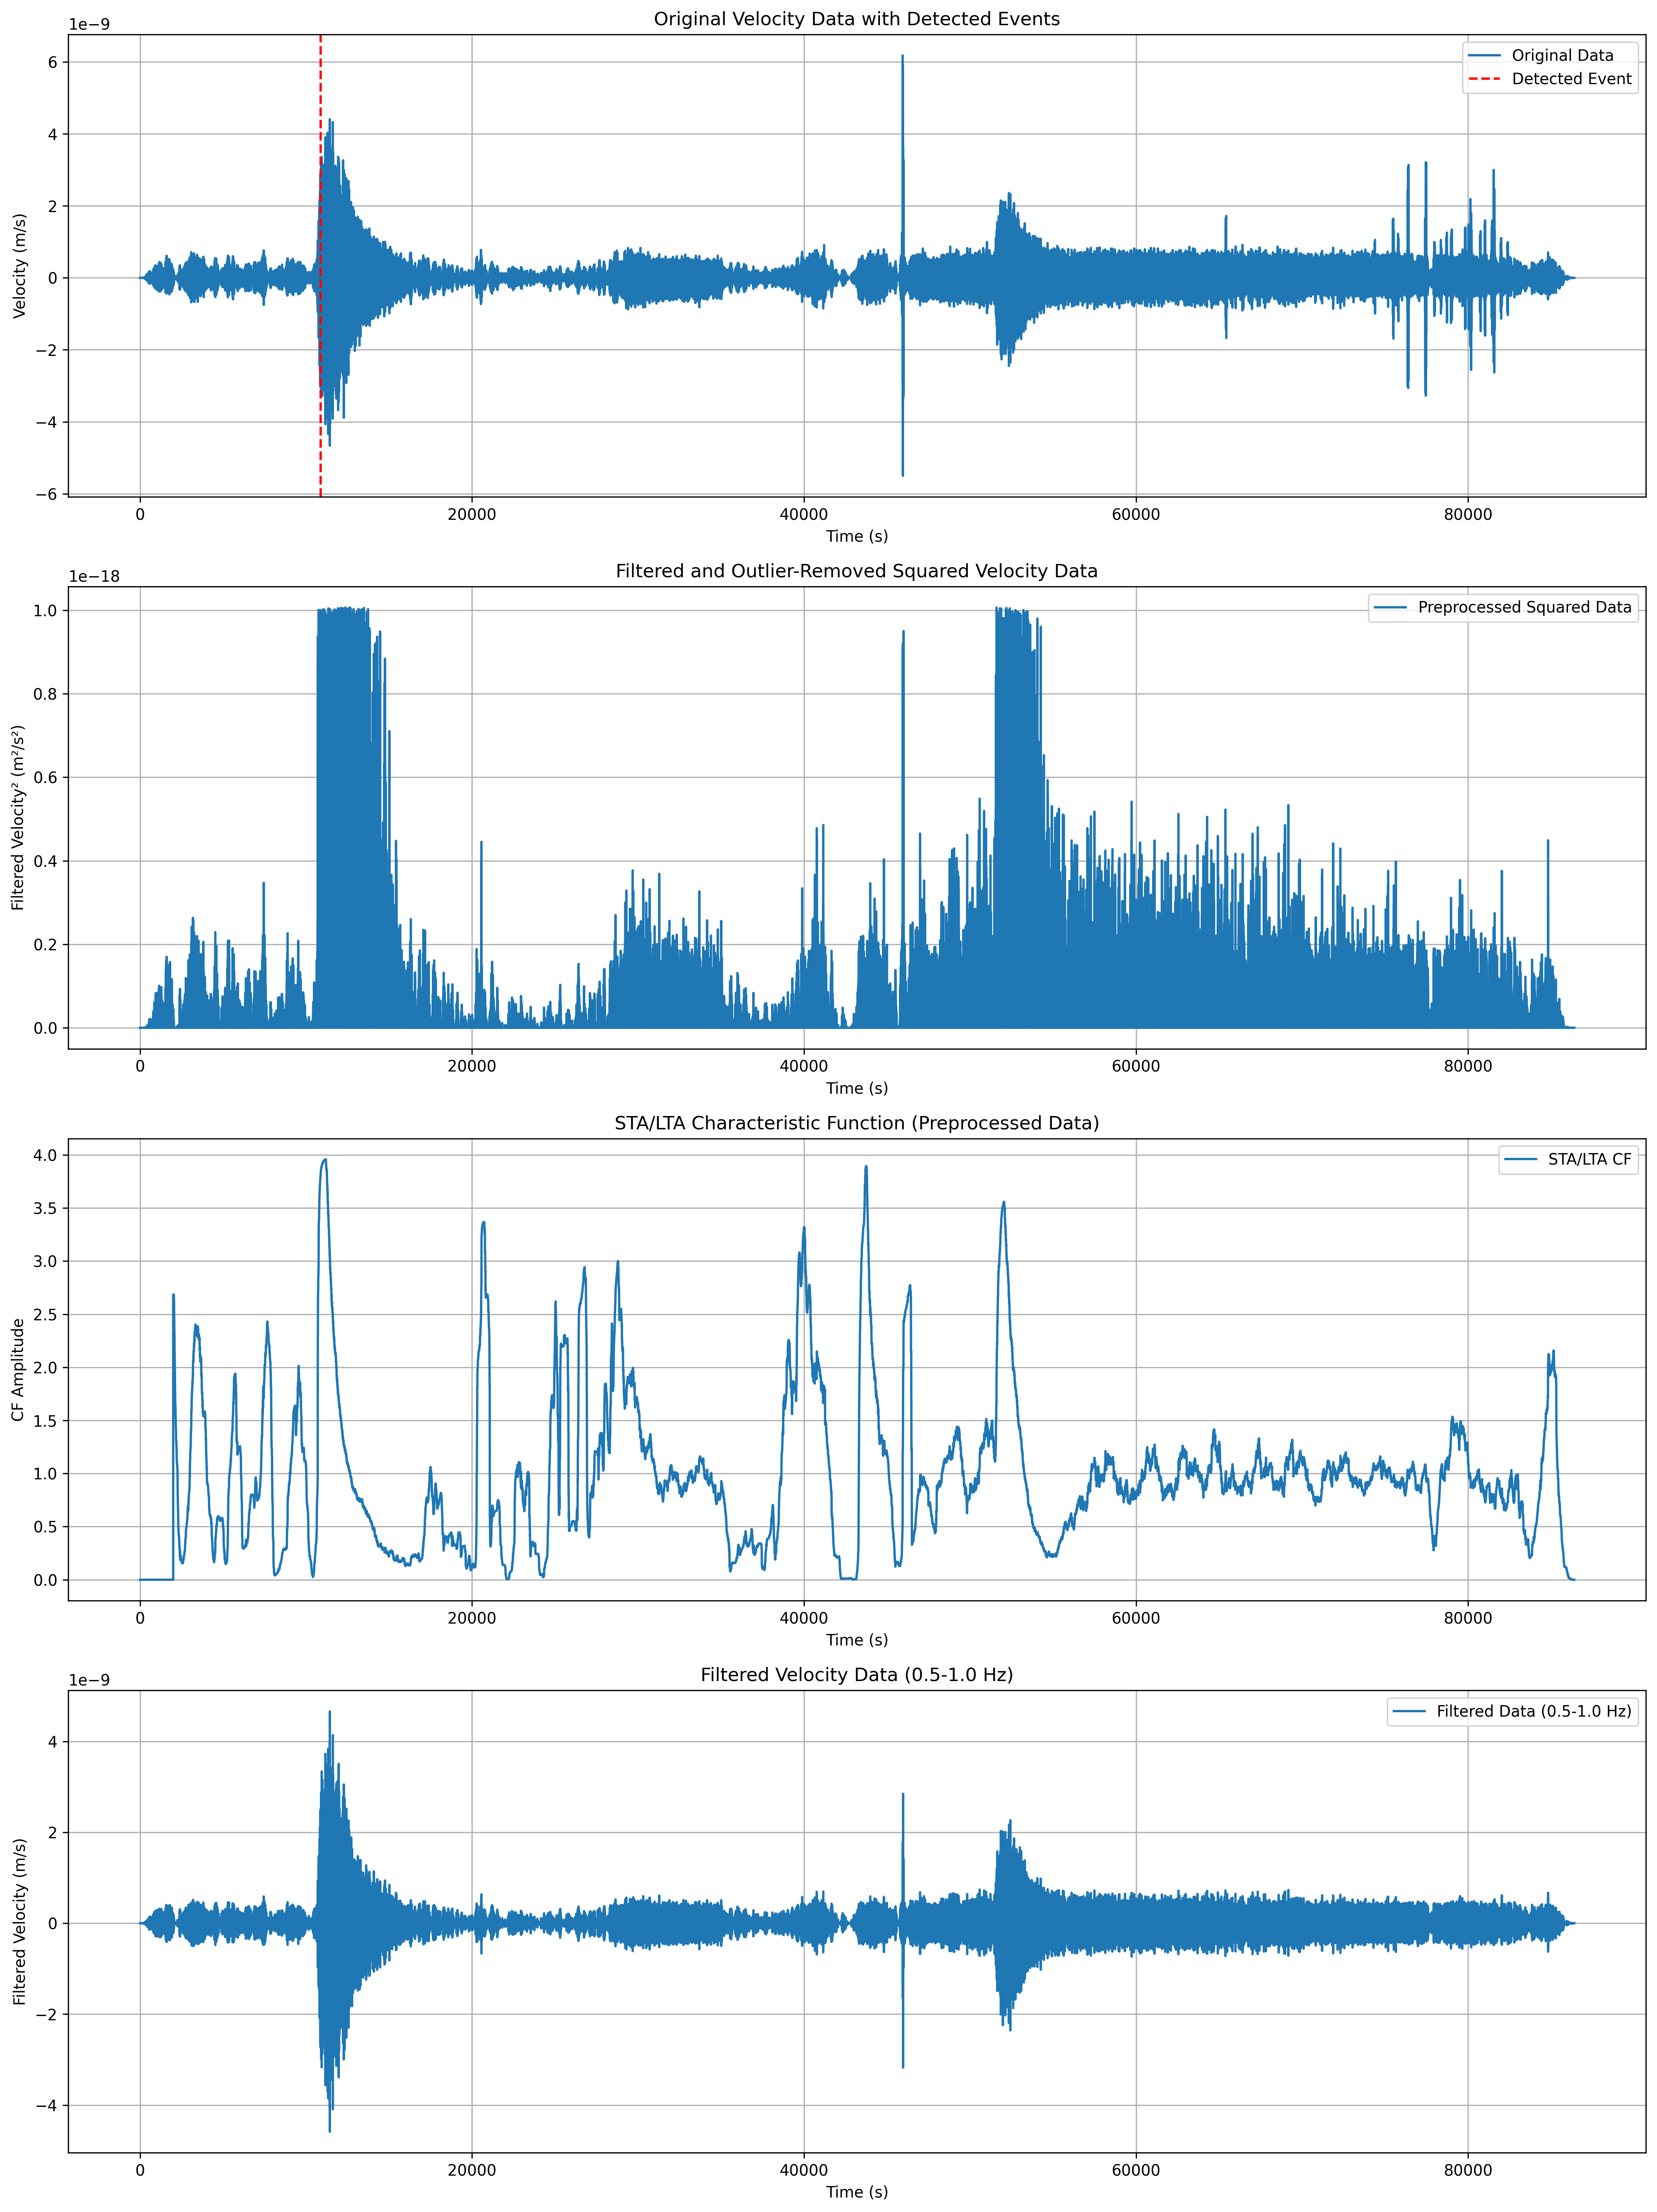 Original Velocity Data with Detected Events
1e−9
Original Data
Detected Event
6
4
2
0
−2
−4
−6
Velocity (m/s)
0 20000 40000 60000 80000
Time (s)
Filtered and Outlier-Removed Squared Velocity Data
1e−18
Preprocessed Squared Data
1.0
0.8
0.6
0.4
0.2
0.0
Filtered Velocity² (m²/s²)
0 20000 40000 60000 80000
Time (s)
STA/LTA Characteristic Function (Preprocessed Data)
STA/LTA CF
4.0
3.5
3.0
2.5
2.0
1.5
1.0
0.5
0.0
CF Amplitude
0 20000 40000 60000 80000
Time (s)
Filtered Velocity Data (0.5-1.0 Hz)
1e−9
Filtered Data (0.5-1.0 Hz)
4
2
0
−2
−4
Filtered Velocity (m/s)
0 20000 40000 60000 80000
Time (s)